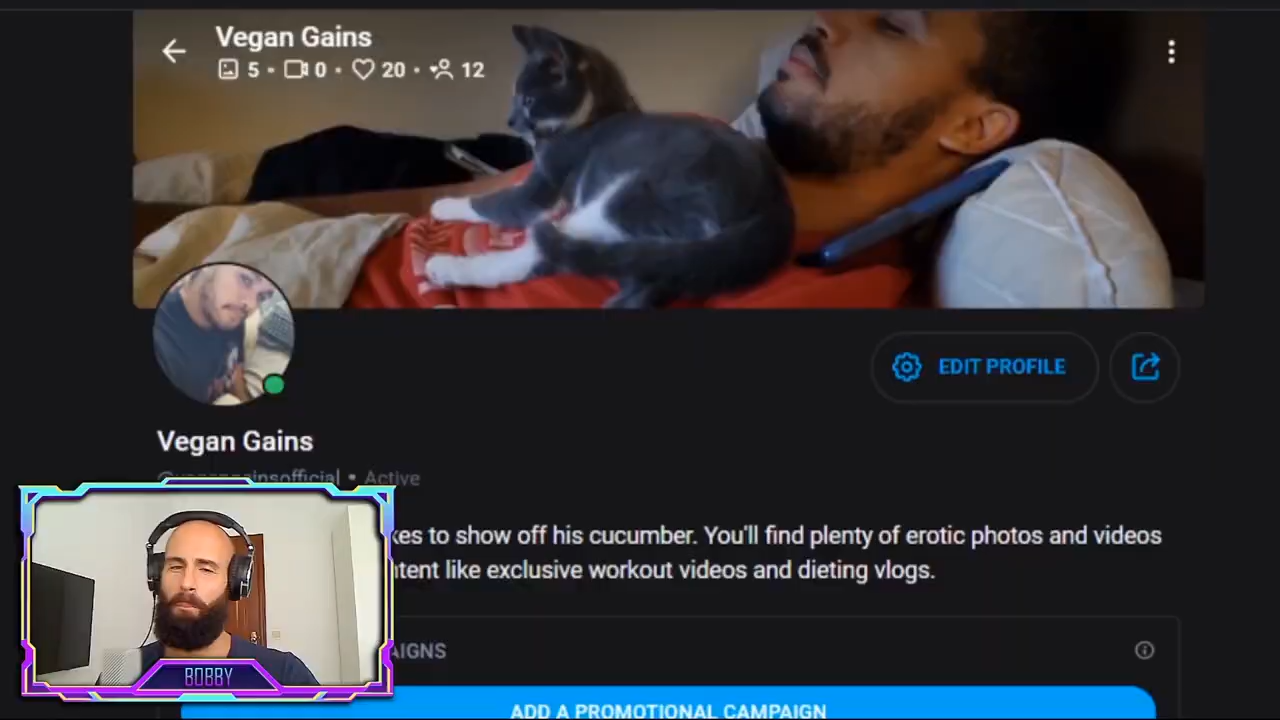 Vegan Gains
5 • 0 • 20 • 12
EDIT PROFILE
Vegan Gains
Active
kes to show off his cucumber. You'll find plenty of erotic photos and videos
ntent like exclusive workout videos and dieting vlogs.
AIGNS
ADD A PROMOTIONAL CAMPAIGN
BOBBY